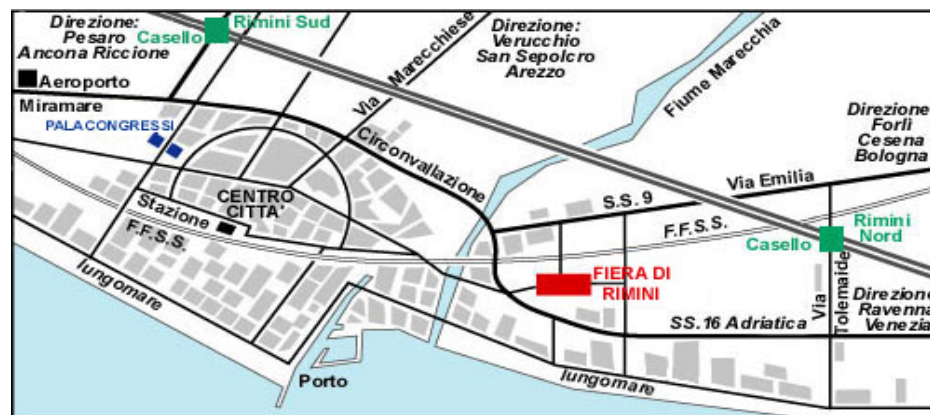 Direzione:
Pesaro
Ancona Riccione
Casello
Rimini Sud
Aeroporto
Miramare
PALACONGRESSI
Via Marecchiese
Direzione:
Verucchio
San Sepolcro
Arezzo
Fiume Marecchia
Direzione
Forlì
Cesena
Bologna
Circonvallazione
Via Emilia
S.S. 9
CENTRO
CITTA'
Stazione
F.F.S.S.
F.F.S.S.
Casello
Rimini
Nord
FIERA DI
RIMINI
Via
Tolemaide
Direzione
Ravenna
Venezia
SS.16 Adriatica
lungomare
Porto
lungomare